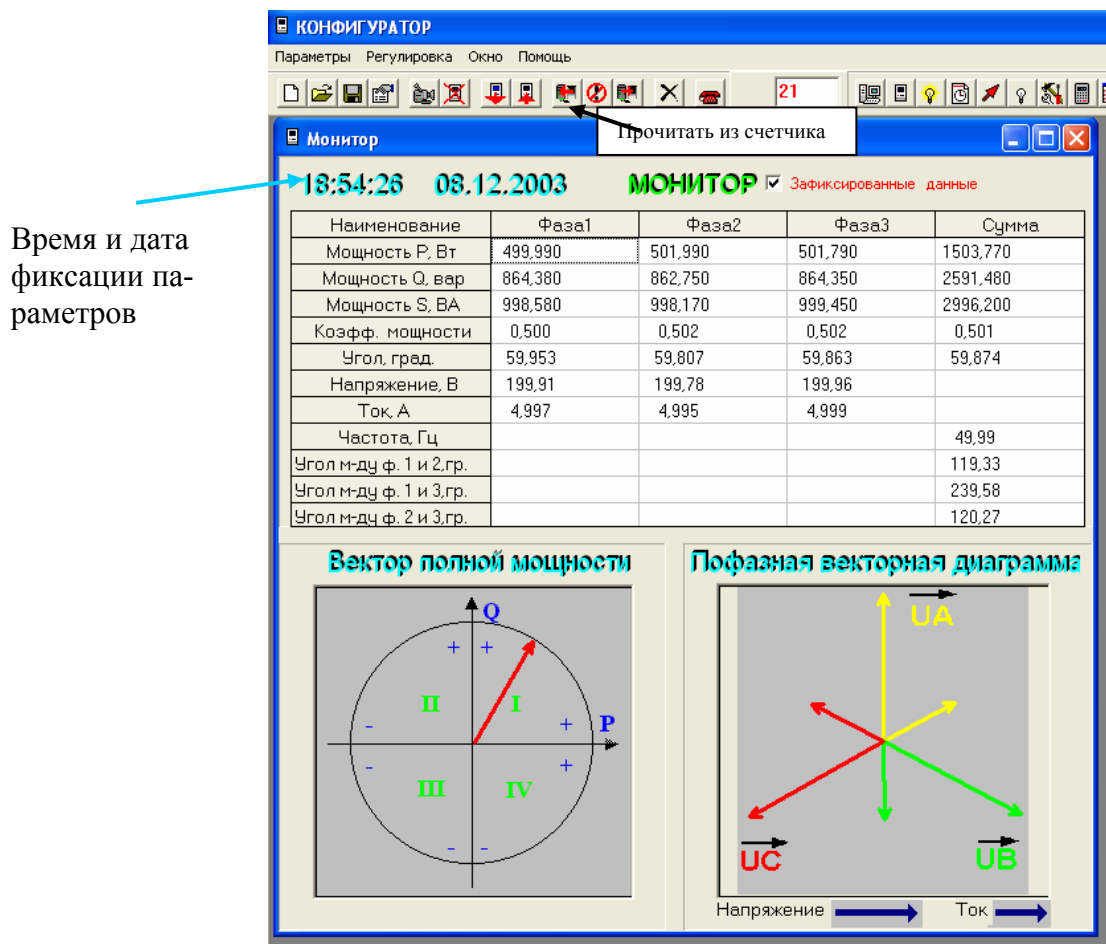 КОНФИГУРАТОР
Параметры Регулировка Окно Помощь
21
Прочитать из счетчика
Монитор
18:54:26 08.12.2003 МОНИТОР Зафиксированные данные
Время и дата
фиксации па-
раметров
Наименование Фаза1 Фаза2 Фаза3 Сумма
Мощность P, Вт 499,990 501,990 501,790 1503,770
Мощность Q, вар 864,380 862,750 864,350 2591,480
Мощность S, ВА 998,580 998,170 999,450 2996,200
Коэфф. мощности 0,500 0,502 0,502 0,501
Угол, град. 59,953 59,807 59,863 59,874
Напряжение, В 199,91 199,78 199,96
Ток, А 4,997 4,995 4,999
Частота, Гц 49,99
Угол м-ду ф. 1 и 2,гр. 119,33
Угол м-ду ф. 1 и 3,гр. 239,58
Угол м-ду ф. 2 и 3,гр. 120,27
Вектор полной мощности
Q
+ +
II I
- + P
- +
III IV
- -
Пофазная векторная диаграмма
UA
UC UB
Напряжение Ток